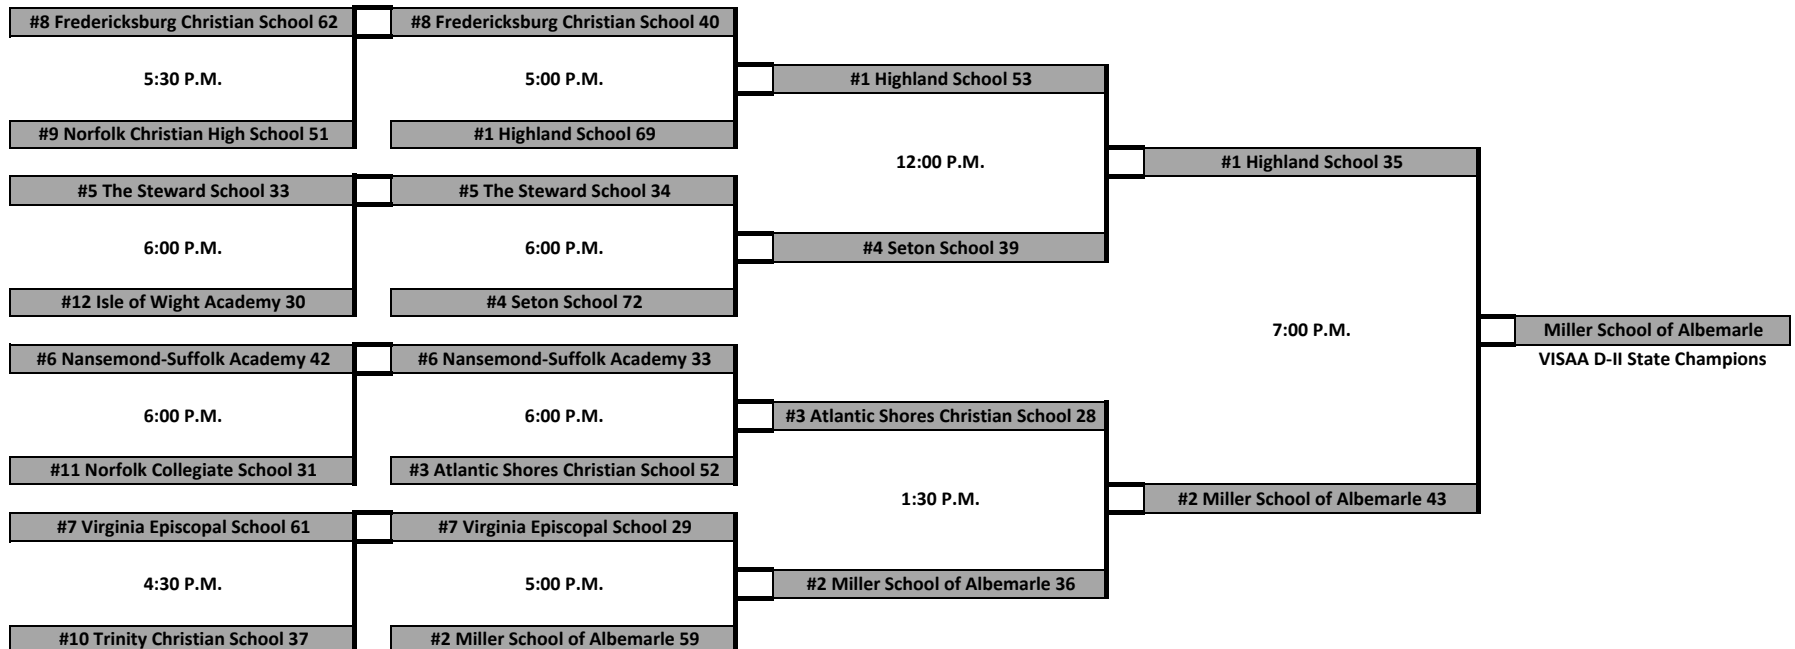 #8 Fredericksburg Christian School 62
5:30 P.M.
#9 Norfolk Christian High School 51
#5 The Steward School 33
6:00 P.M.
#12 Isle of Wight Academy 30
#6 Nansemond-Suffolk Academy 42
6:00 P.M.
#11 Norfolk Collegiate School 31
#7 Virginia Episcopal School 61
4:30 P.M.
#10 Trinity Christian School 37
#8 Fredericksburg Christian School 40
5:00 P.M.
#1 Highland School 69
#5 The Steward School 34
6:00 P.M.
#4 Seton School 72
#6 Nansemond-Suffolk Academy 33
6:00 P.M.
#3 Atlantic Shores Christian School 52
#7 Virginia Episcopal School 29
5:00 P.M.
#2 Miller School of Albemarle 59
#1 Highland School 53
12:00 P.M.
#4 Seton School 39
#3 Atlantic Shores Christian School 28
1:30 P.M.
#2 Miller School of Albemarle 36
#1 Highland School 35
7:00 P.M.
#2 Miller School of Albemarle 43
Miller School of Albemarle
VISAA D-II State Champions